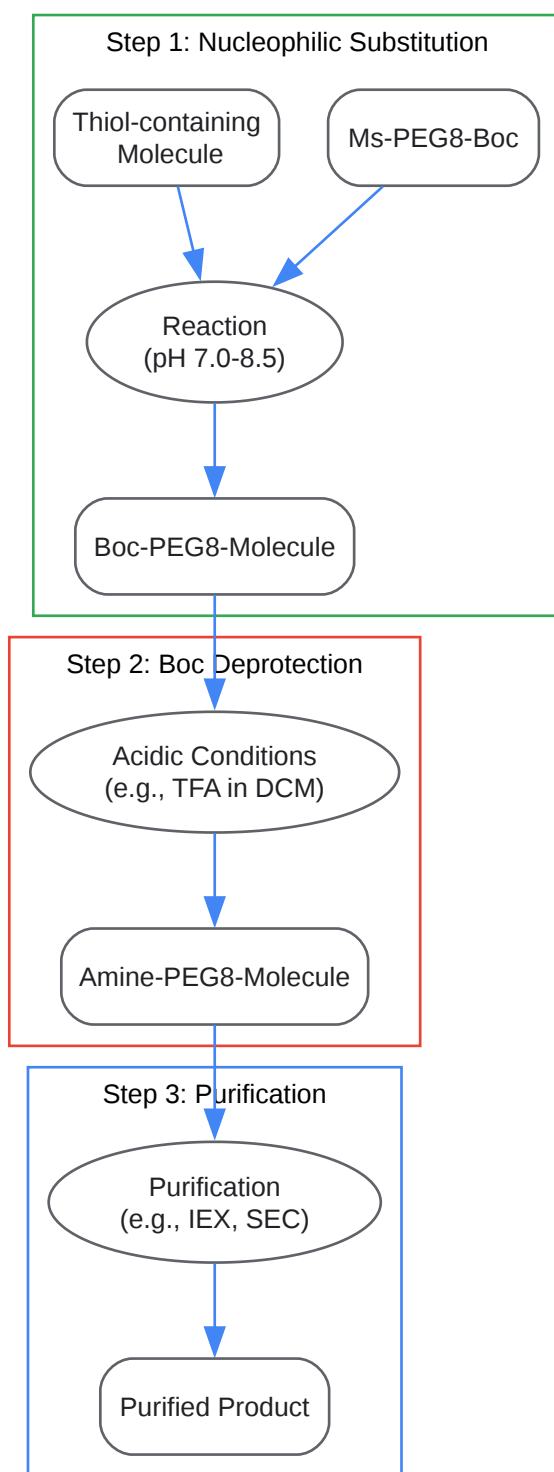 Step 1: Nucleophilic Substitution
Thiol-containing
Molecule
Ms-PEG8-Boc
Reaction
(pH 7.0-8.5)
Boc-PEG8-Molecule
Step 2: Boc Deprotection
Acidic Conditions
(e.g., TFA in DCM)
Amine-PEG8-Molecule
Step 3: Purification
Purification
(e.g., IEX, SEC)
Purified Product